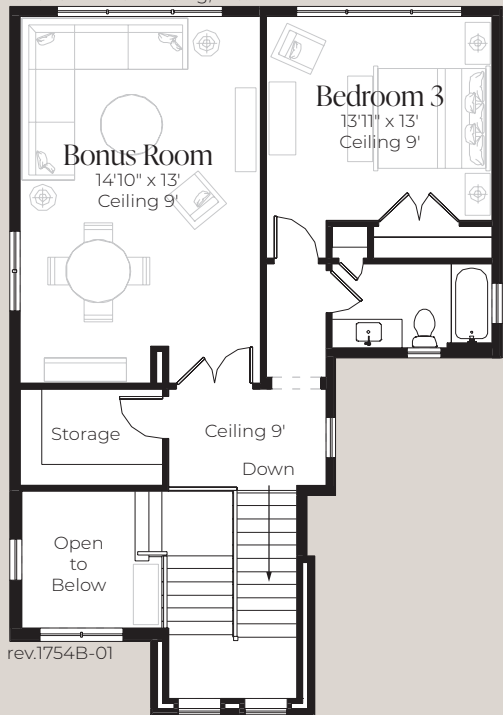 Bonus Room
14'10" x 13'
Ceiling 9'
Bedroom 3
13'11" x 13'
Ceiling 9'
Storage
Ceiling 9'
Down
Open
to
Below
rev.1754B-01